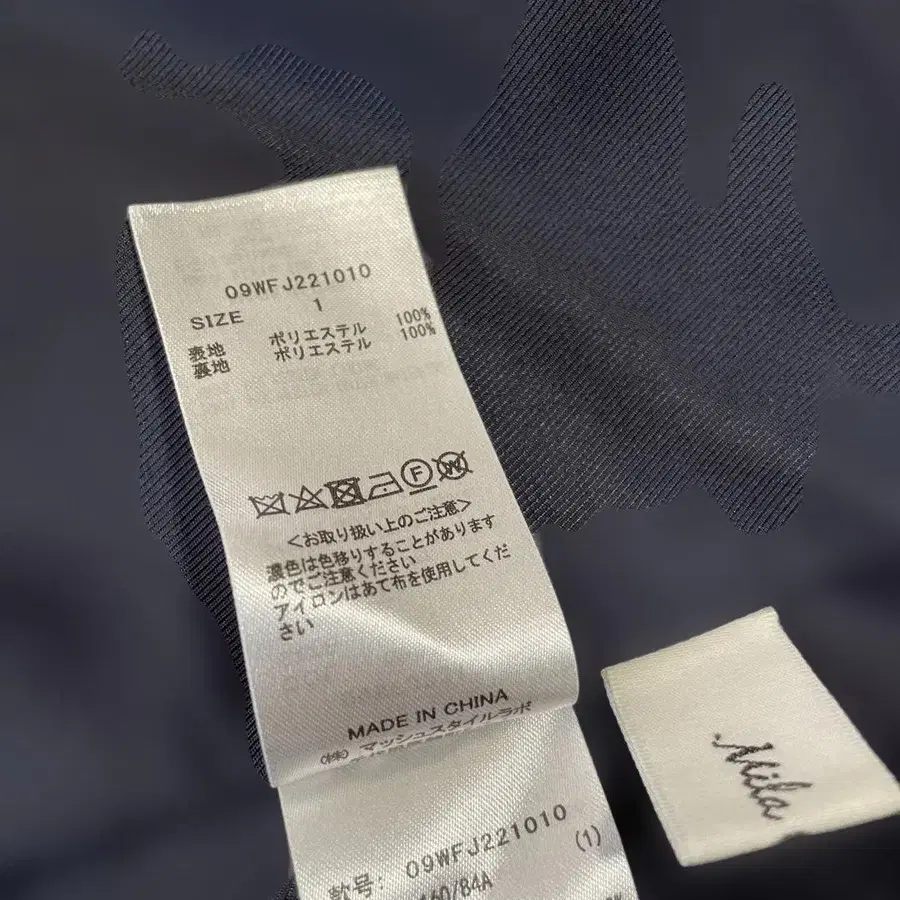 09WFJ221010
SIZE 1
表地 ポリエステル 100%
裏地 ポリエステル 100%
<お取り扱い上のご注意>
濃色は色移りすることがあります
のでご注意ください
アイロンはあて布を使用してくだ
さい
MADE IN CHINA
(株) マッシュスタイルラボ
款号: 09WFJ221010 (1)
160/84A
Mila